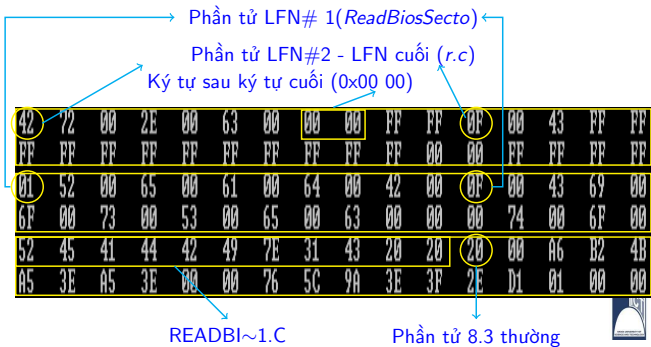 Phần tử LFN# 1(ReadBiosSecto)
Phần tử LFN#2 - LFN cuối (r.c)
Ký tự sau ký tự cuối (0x00 00)
42 72 00 2E 00 63 00 00 00 FF FF 0F 00 43 FF FF
FF FF FF FF FF FF FF FF FF FF 00 00 FF FF FF FF
01 52 00 65 00 61 00 64 00 42 00 0F 00 43 69 00
6F 00 73 00 53 00 65 00 63 00 00 00 74 00 6F 00
52 45 41 44 42 49 7E 31 43 20 20 20 00 A6 B2 4B
A5 3E A5 3E 00 00 76 5C 9A 3E 3F 2E D1 01 00 00
READBI~1.C
Phần tử 8.3 thường